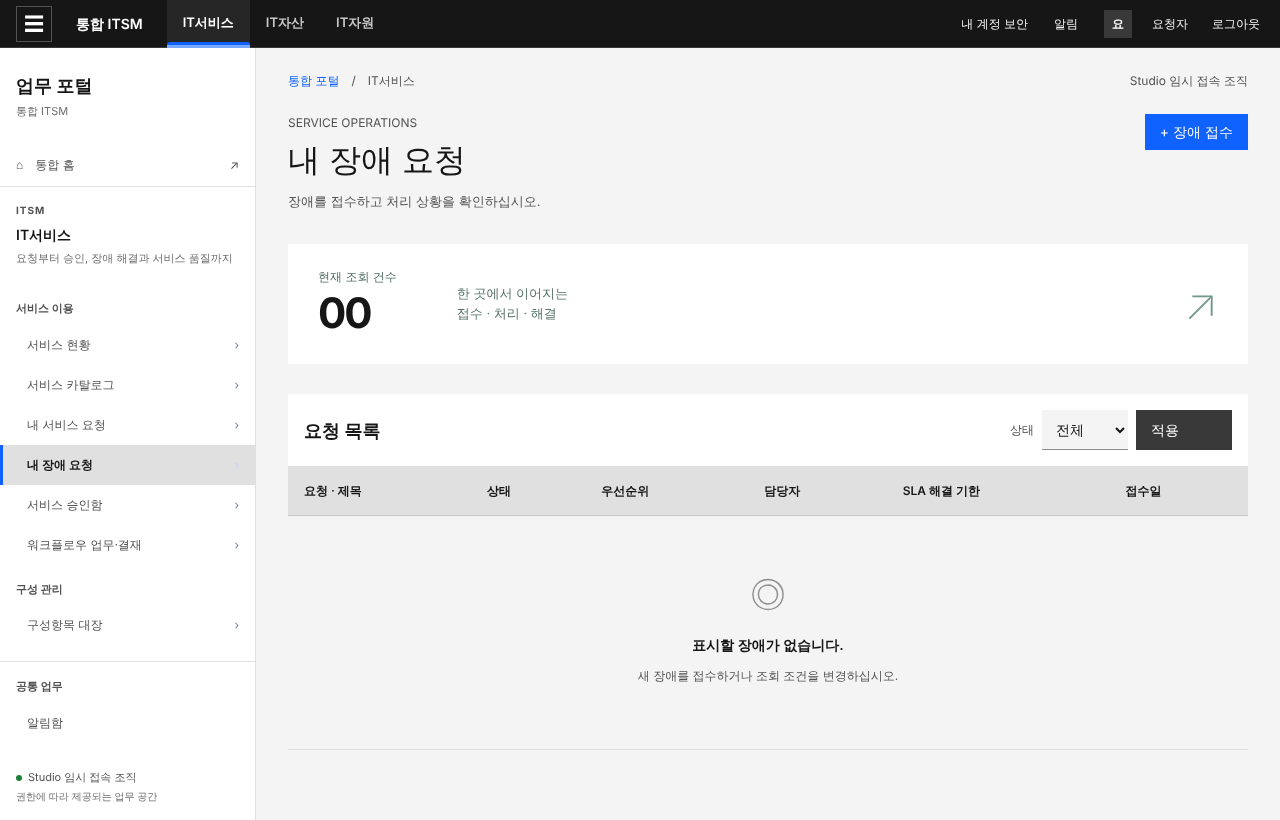 통합 ITSM
IT서비스
IT자산
IT자원
내 계정 보안
알림
요
요청자
로그아웃
업무 포털
통합 ITSM
통합 홈
ITSM
IT서비스
요청부터 승인, 장애 해결과 서비스 품질까지
서비스 이용
서비스 현황
서비스 카탈로그
내 서비스 요청
내 장애 요청
서비스 승인함
워크플로우 업무·결재
구성 관리
구성항목 대장
공통 업무
알림함
Studio 임시 접속 조직
권한에 따라 제공되는 업무 공간
통합 포털 / IT서비스
Studio 임시 접속 조직
SERVICE OPERATIONS
내 장애 요청
장애를 접수하고 처리 상황을 확인하십시오.
+ 장애 접수
현재 조회 건수
00
한 곳에서 이어지는
접수 · 처리 · 해결
요청 목록
상태
전체
적용
요청 · 제목
상태
우선순위
담당자
SLA 해결 기한
접수일
표시할 장애가 없습니다.
새 장애를 접수하거나 조회 조건을 변경하십시오.